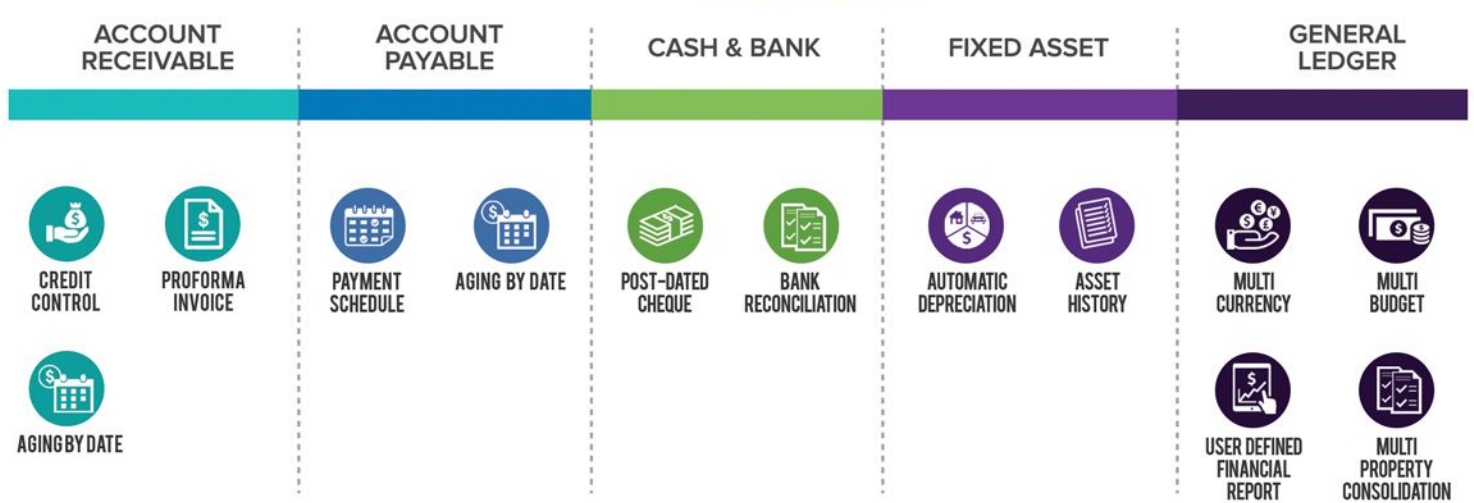 ACCOUNT
RECEIVABLE
ACCOUNT
PAYABLE
CASH & BANK
FIXED ASSET
GENERAL
LEDGER
CREDIT
CONTROL
PROFORMA
INVOICE
AGING BY DATE
PAYMENT
SCHEDULE
AGING BY DATE
POST-DATED
CHEQUE
BANK
RECONCILIATION
AUTOMATIC
DEPRECIATION
ASSET
HISTORY
MULTI
CURRENCY
MULTI
BUDGET
USER DEFINED
FINANCIAL
REPORT
MULTI
PROPERTY
CONSOLIDATION